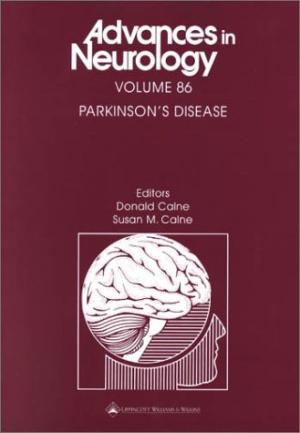 Advances in
Neurology
VOLUME 86
PARKINSON'S DISEASE
Editors
Donald Calne
Susan M. Calne
LIPPINCOTT WILLIAMS & WILKINS